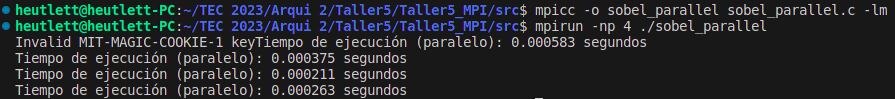 heutlett@heutlett-PC:~/TEC 2023/Arqui 2/Taller5/Taller5_MPI/src$ mpicc -o sobel_parallel sobel_parallel.c -lm
heutlett@heutlett-PC:~/TEC 2023/Arqui 2/Taller5/Taller5_MPI/src$ mpirun -np 4 ./sobel_parallel
Invalid MIT-MAGIC-COOKIE-1 keyTiempo de ejecución (paralelo): 0.000583 segundos
Tiempo de ejecución (paralelo): 0.000375 segundos
Tiempo de ejecución (paralelo): 0.000211 segundos
Tiempo de ejecución (paralelo): 0.000263 segundos